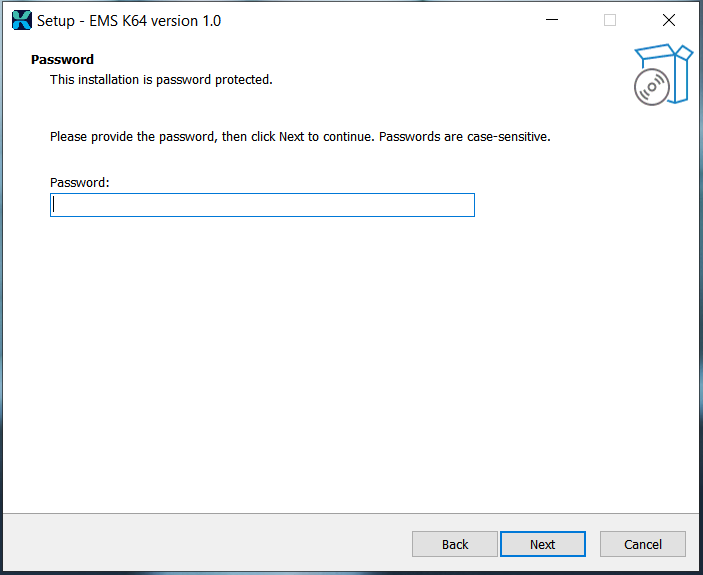 Setup - EMS K64 version 1.0
Password
This installation is password protected.
Please provide the password, then click Next to continue. Passwords are case-sensitive.
Password:
Back
Next
Cancel